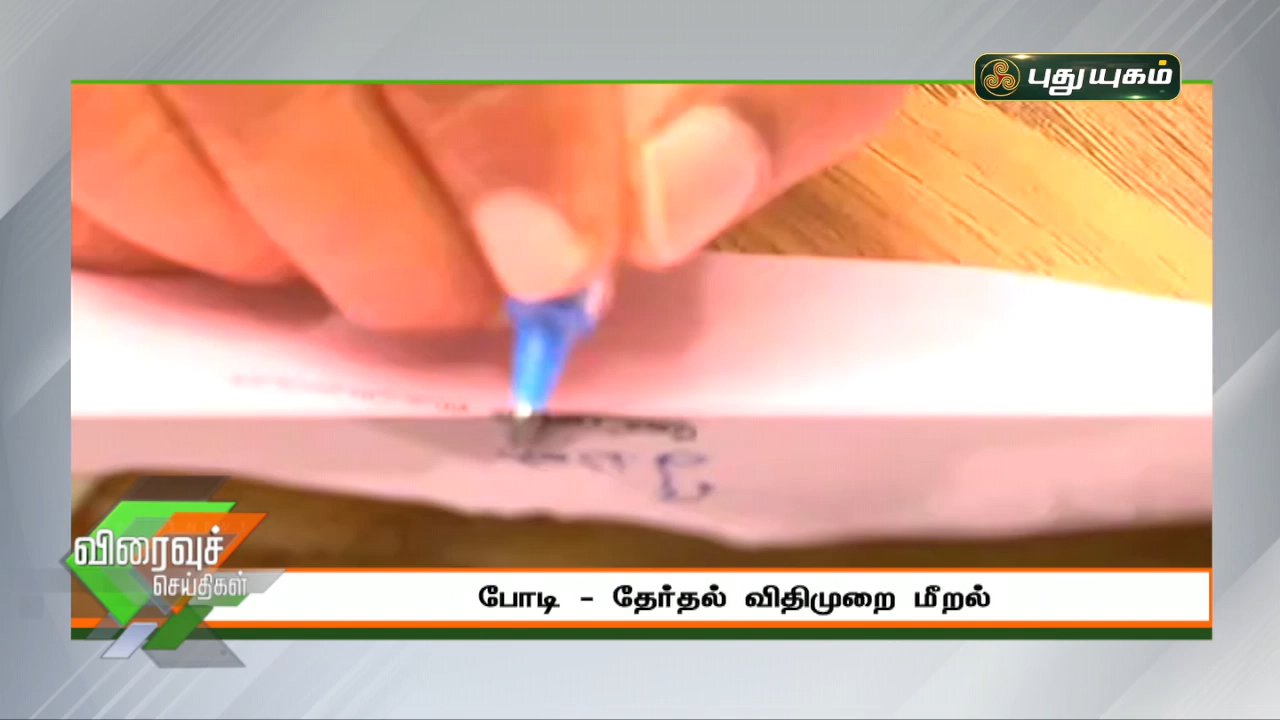 புதுயுகம்
விரைவுச்
செய்திகள்
போடி - தேர்தல் விதிமுறை மீறல்